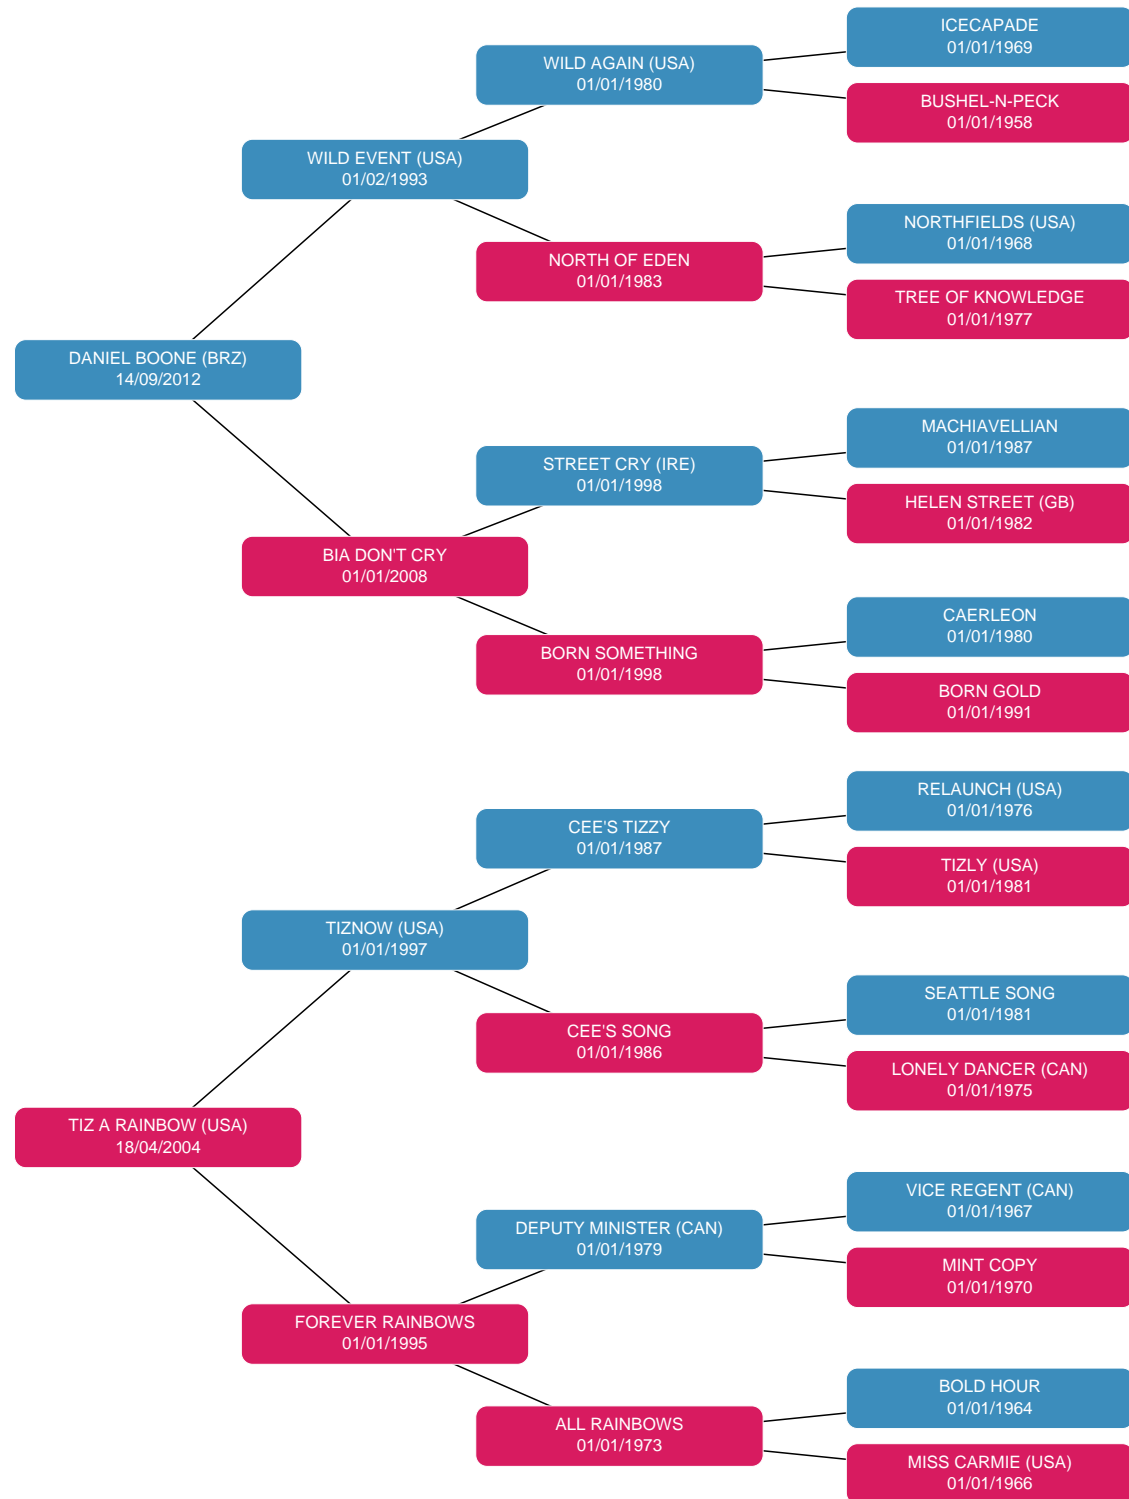 ICECAPADE
01/01/1969
WILD AGAIN (USA)
01/01/1980
BUSHEL-N-PECK
01/01/1958
WILD EVENT (USA)
01/02/1993
NORTHFIELDS (USA)
01/01/1968
NORTH OF EDEN
01/01/1983
TREE OF KNOWLEDGE
01/01/1977
DANIEL BOONE (BRZ)
14/09/2012
MACHIAVELLIAN
01/01/1987
STREET CRY (IRE)
01/01/1998
HELEN STREET (GB)
01/01/1982
BIA DON'T CRY
01/01/2008
CAERLEON
01/01/1980
BORN SOMETHING
01/01/1998
BORN GOLD
01/01/1991
RELAUNCH (USA)
01/01/1976
CEE'S TIZZY
01/01/1987
TIZLY (USA)
01/01/1981
TIZNOW (USA)
01/01/1997
SEATTLE SONG
01/01/1981
CEE'S SONG
01/01/1986
LONELY DANCER (CAN)
01/01/1975
TIZ A RAINBOW (USA)
18/04/2004
VICE REGENT (CAN)
01/01/1967
DEPUTY MINISTER (CAN)
01/01/1979
MINT COPY
01/01/1970
FOREVER RAINBOWS
01/01/1995
BOLD HOUR
01/01/1964
ALL RAINBOWS
01/01/1973
MISS CARMIE (USA)
01/01/1966